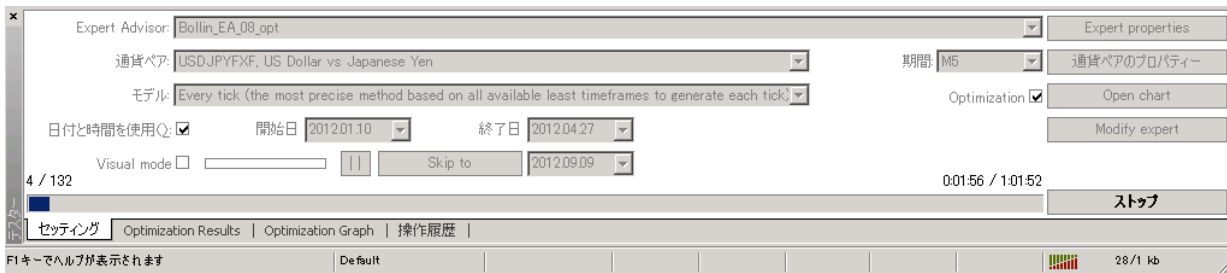 ×
Expert Advisor: Bollin_EA_08_opt Expert properties
通貨ペア: USDJPYFXF, US Dollar vs Japanese Yen 期間: M5 通貨ペアのプロパティー
モデル: Every tick (the most precise method based on all available least timeframes to generate each tick) Optimization Open chart
日付と時間を使用Q: 開始日 2012.01.10 終了日 2012.04.27 Modify expert
Visual mode Skip to 2012.09.09
4 / 132 0:01:56 / 1:01:52
ストップ
テスター
セッティング | Optimization Results | Optimization Graph | 操作履歴 |
F1キーでヘルプが表示されます Default 28/1 kb